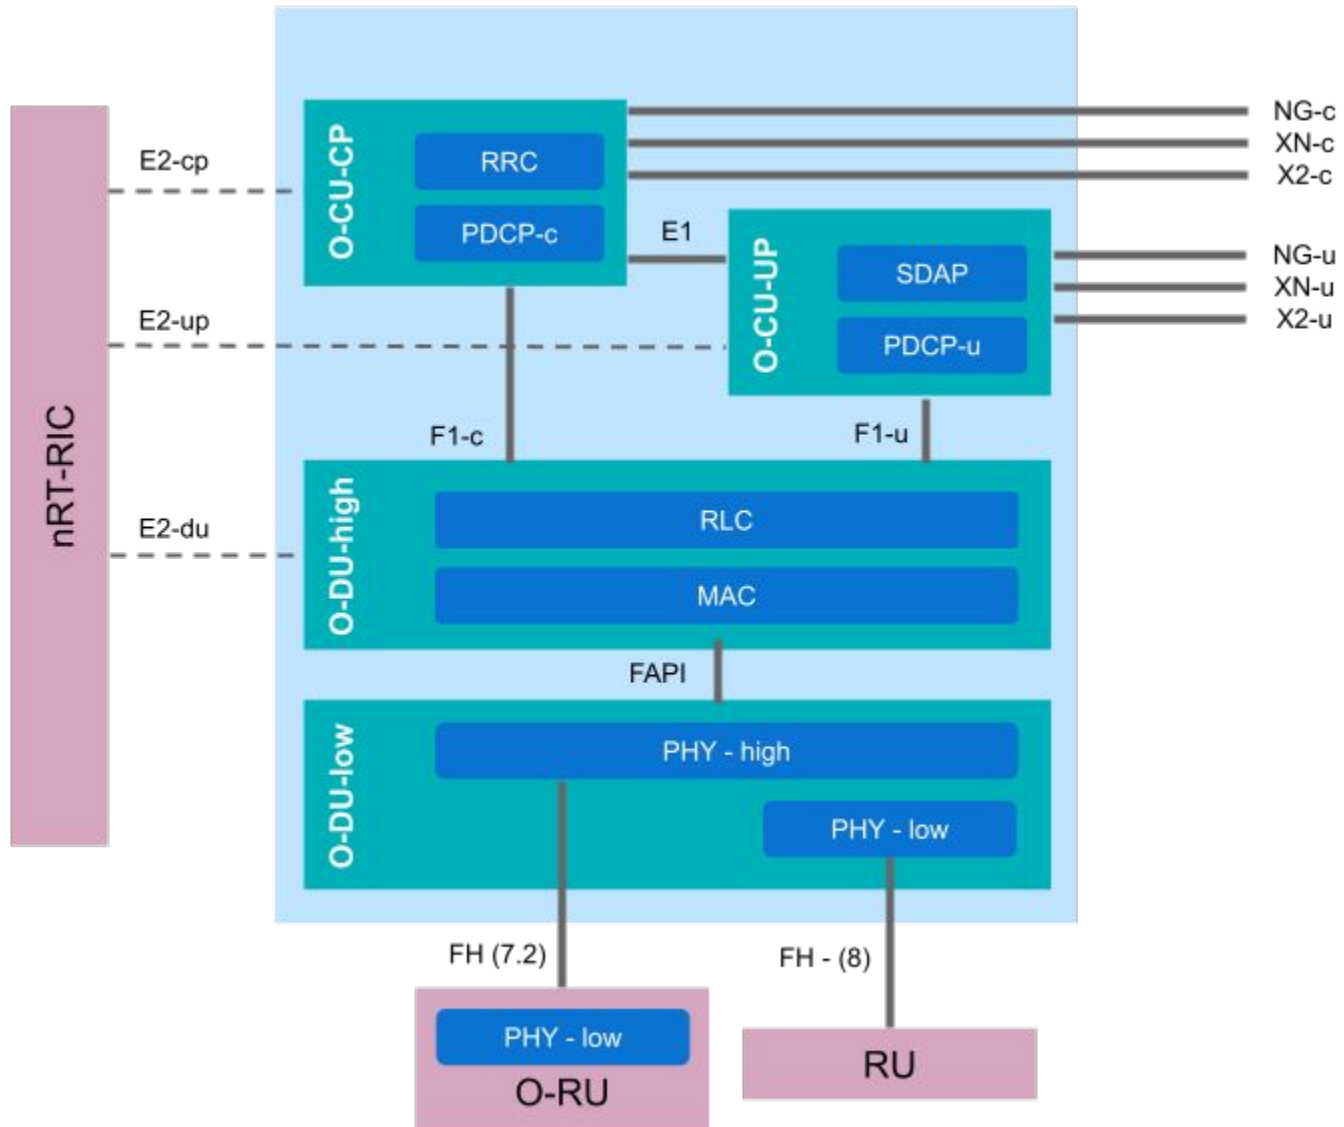 NG-c
O-CU-CP
RRC
XN-c
E2-cp
X2-c
PDCP-c
E1
O-CU-UP
SDAP
NG-u
XN-u
E2-up
X2-u
PDCP-u
F1-c
F1-u
nRT-RIC
O-DU-high
RLC
E2-du
MAC
FAPI
O-DU-low
PHY - high
PHY - low
FH (7.2)
FH - (8)
PHY - low
O-RU
RU